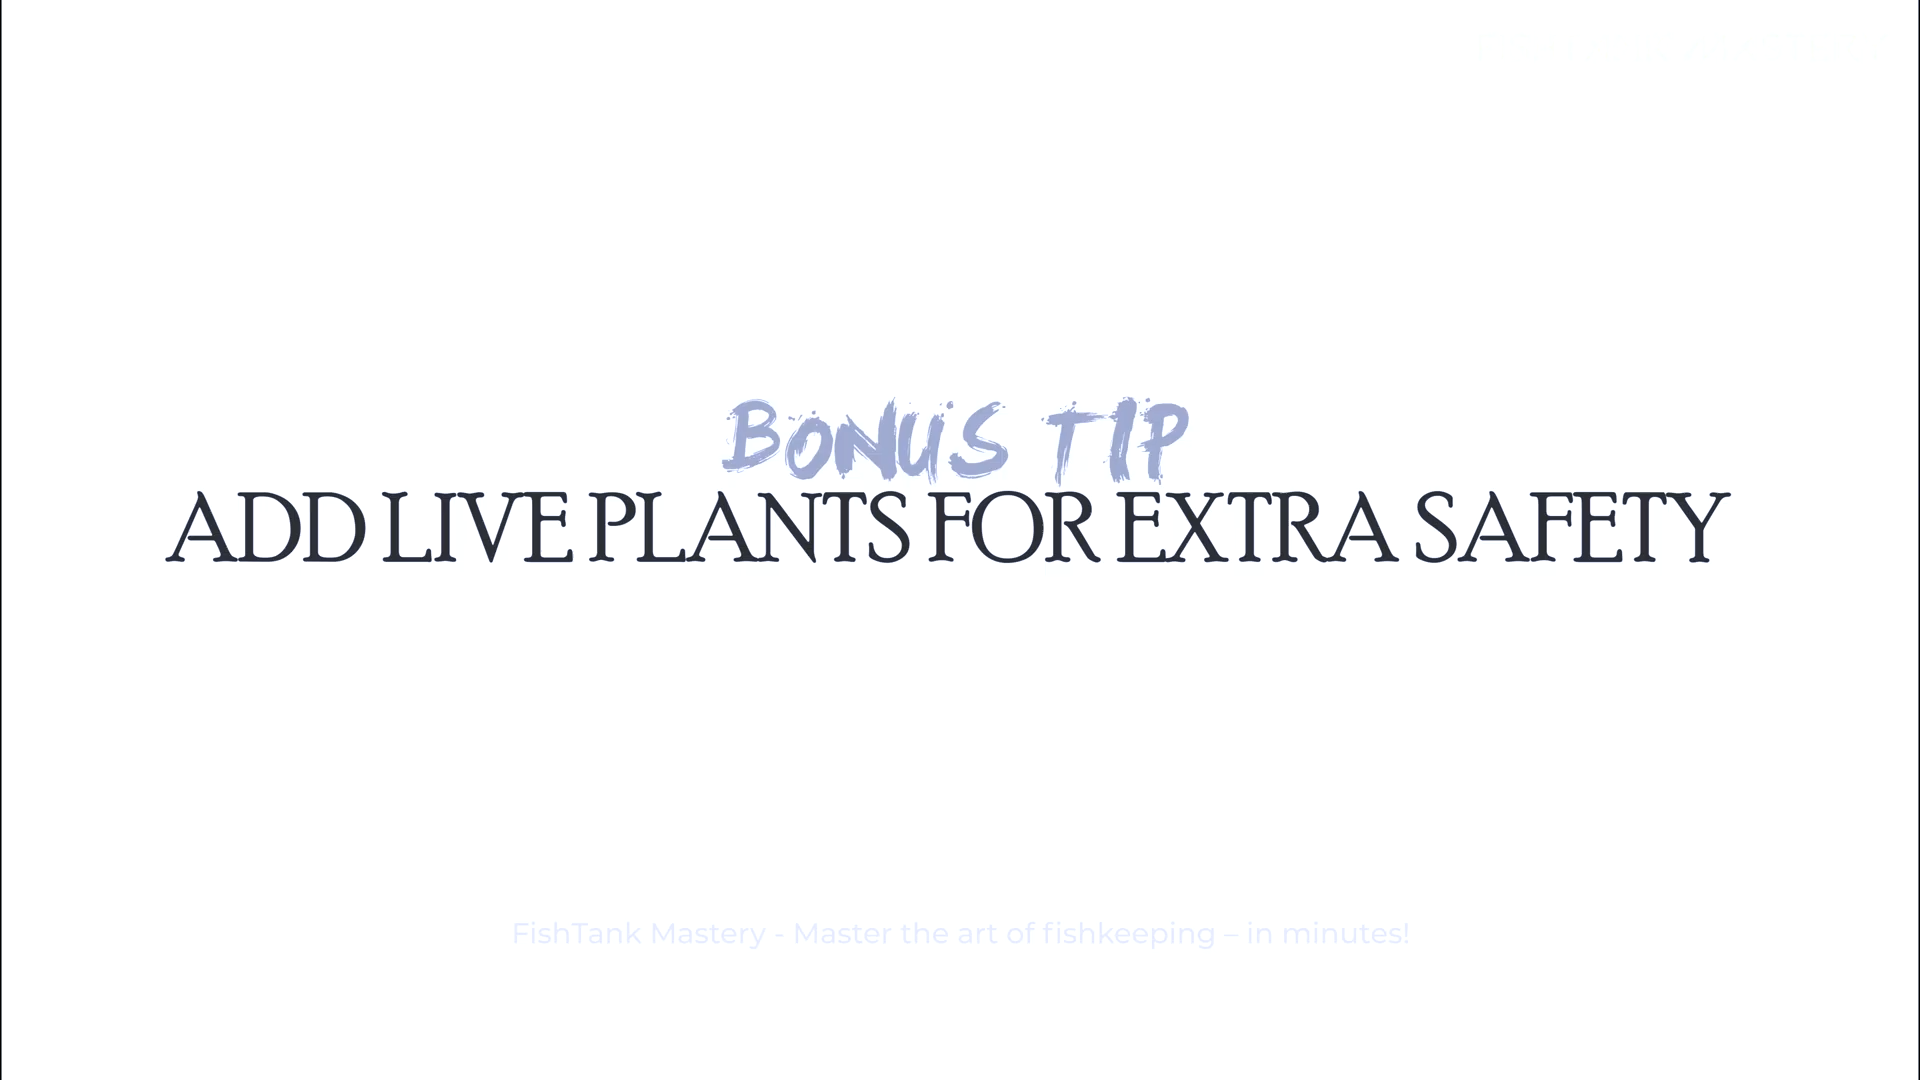 BONUS TIP
ADD LIVE PLANTS FOR EXTRA SAFETY
FishTank Mastery - Master the art of fishkeeping – in minutes!